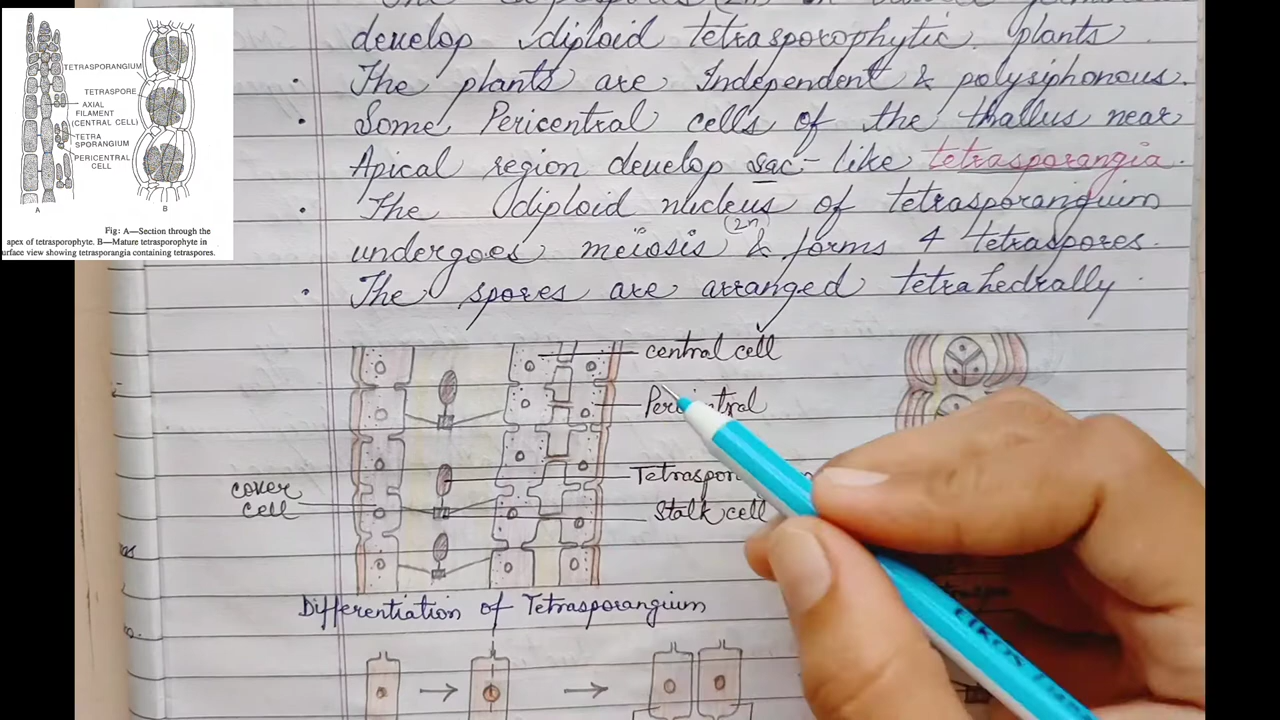 develop diploid tetrasporophytic plants
The plants are Independent & polysiphonous.
Some Pericentral cells of the thallus near
Apical region develop sac-like tetrasporangia.
The diploid nucleus of tetrasporangium
(2n)
undergoes meiosis & forms 4 tetraspores.
The spores are arranged tetrahedrally.
TETRASPORANGIUM
TETRASPORE
AXIAL
FILAMENT
(CENTRAL CELL)
TETRA
SPORANGIUM
PERICENTRAL
CELL
A
B
Fig: A—Section through the
apex of tetrasporophyte. B—Mature tetrasporophyte in
urface view showing tetrasporangia containing tetraspores.
central cell
cover
cell
Stalk cell
Differentiation of Tetrasporangium